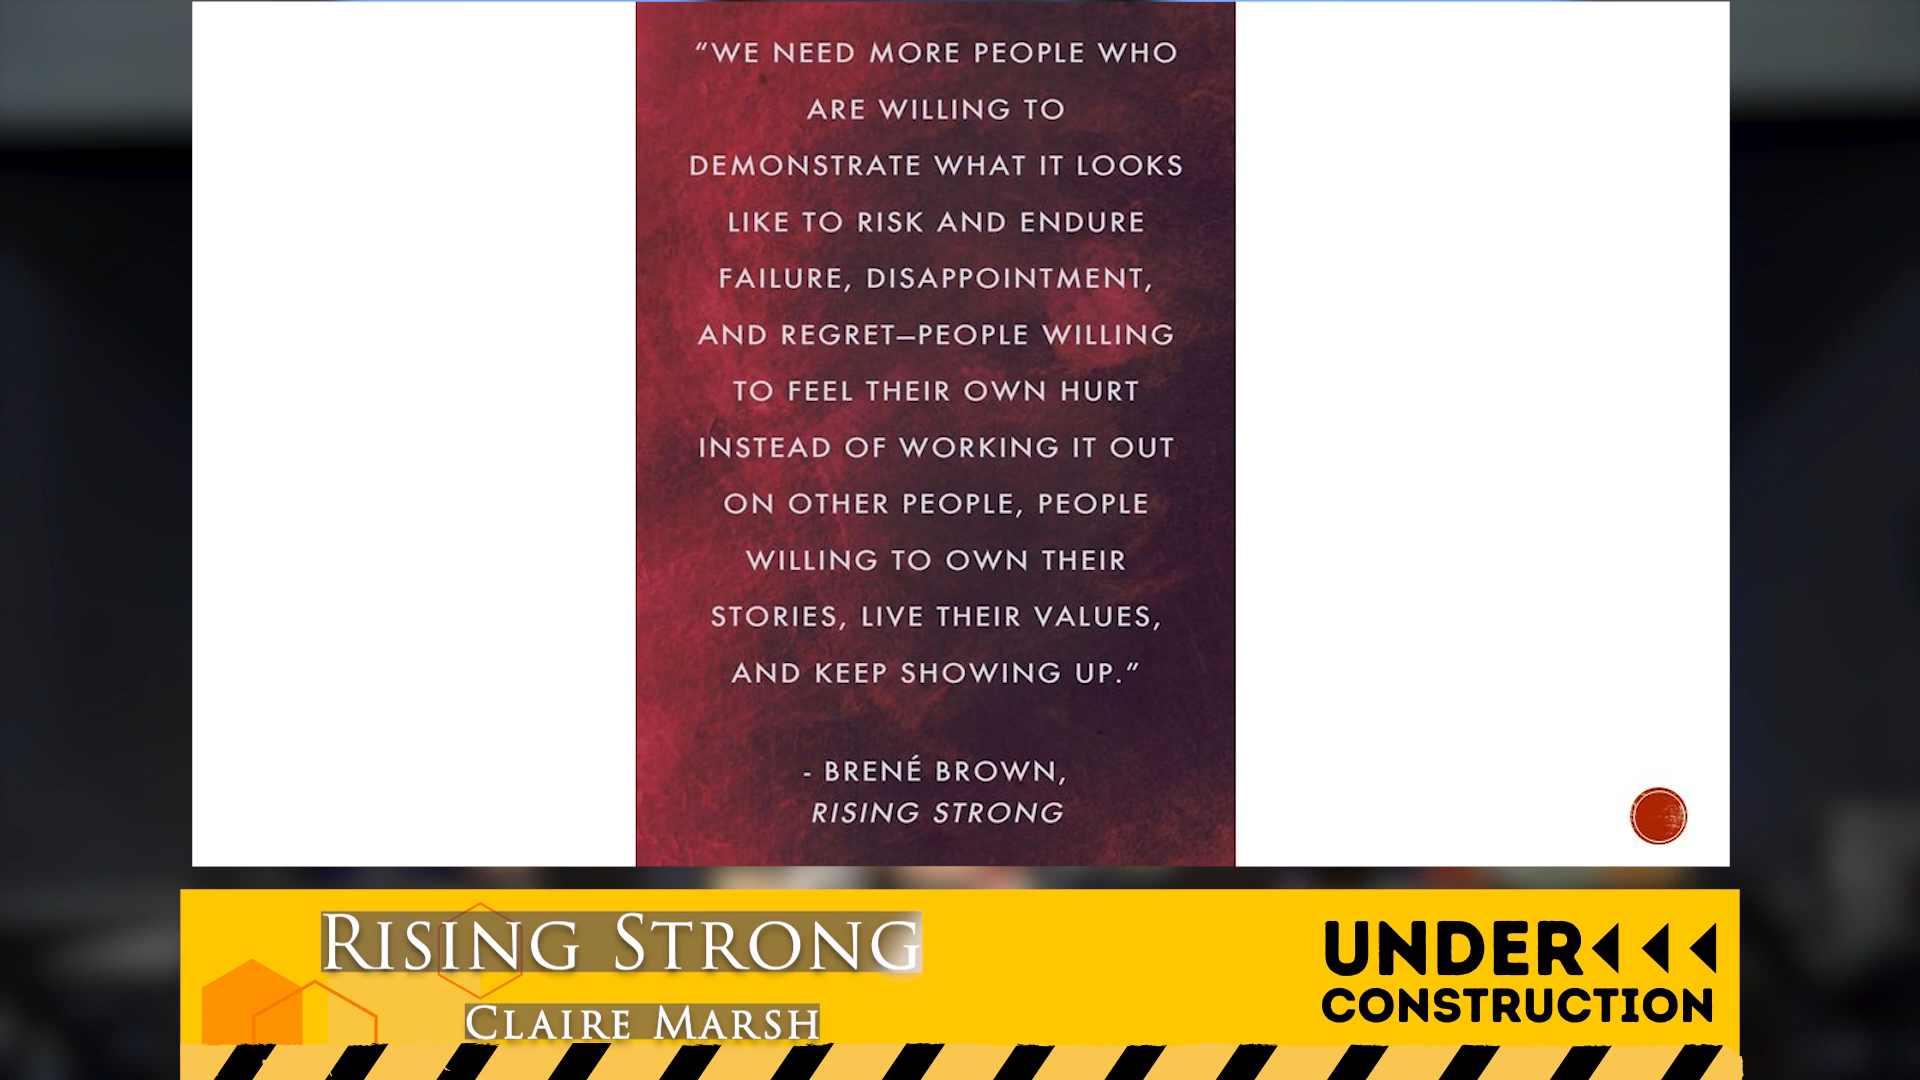 “WE NEED MORE PEOPLE WHO
ARE WILLING TO
DEMONSTRATE WHAT IT LOOKS
LIKE TO RISK AND ENDURE
FAILURE, DISAPPOINTMENT,
AND REGRET–PEOPLE WILLING
TO FEEL THEIR OWN HURT
INSTEAD OF WORKING IT OUT
ON OTHER PEOPLE, PEOPLE
WILLING TO OWN THEIR
STORIES, LIVE THEIR VALUES,
AND KEEP SHOWING UP.”
- BRENÉ BROWN,
RISING STRONG
RISING STRONG
CLAIRE MARSH
UNDER
CONSTRUCTION